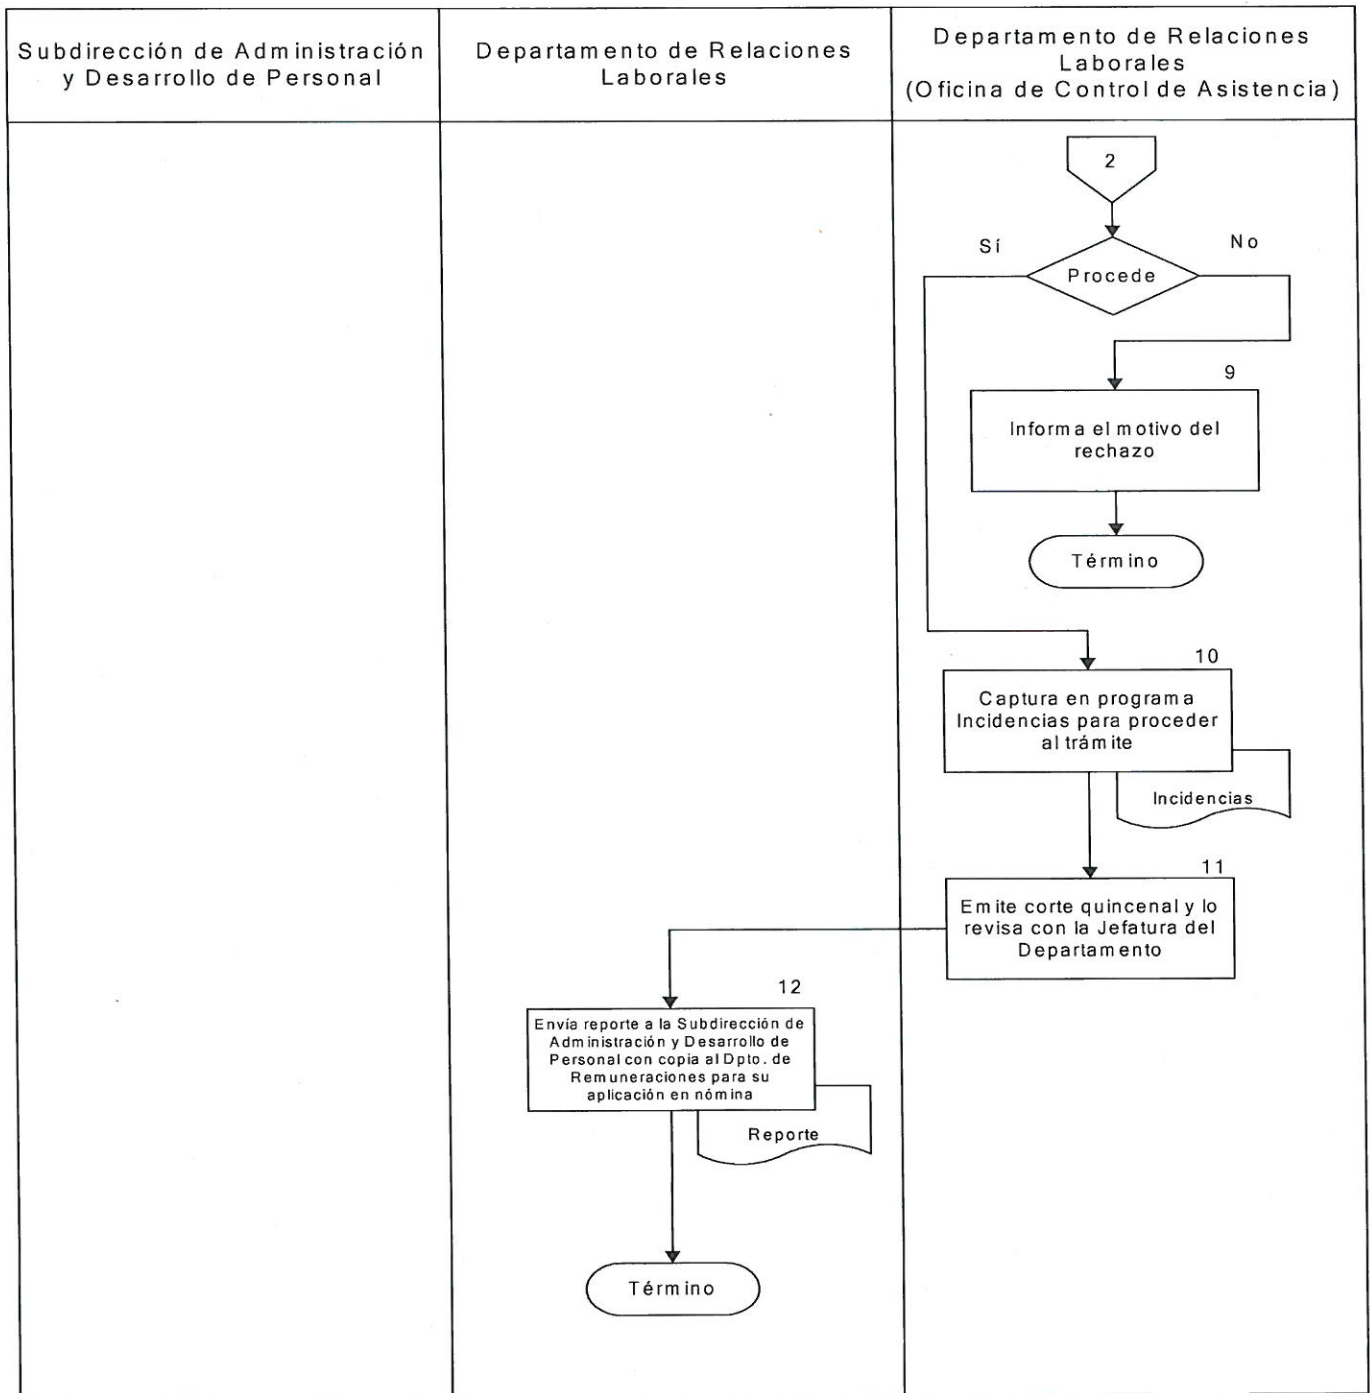 Subdirección de Administración
y Desarrollo de Personal
Departamento de Relaciones
Laborales
Departamento de Relaciones
Laborales
(Oficina de Control de Asistencia)
2
Sí
No
Procede
9
Informa el motivo del
rechazo
Término
10
Captura en programa
Incidencias para proceder
al trámite
Incidencias
11
Emite corte quincenal y lo
revisa con la Jefatura del
Departamento
12
Envía reporte a la Subdirección de
Administración y Desarrollo de
Personal con copia al Dpto. de
Remuneraciones para su
aplicación en nómina
Reporte
Término